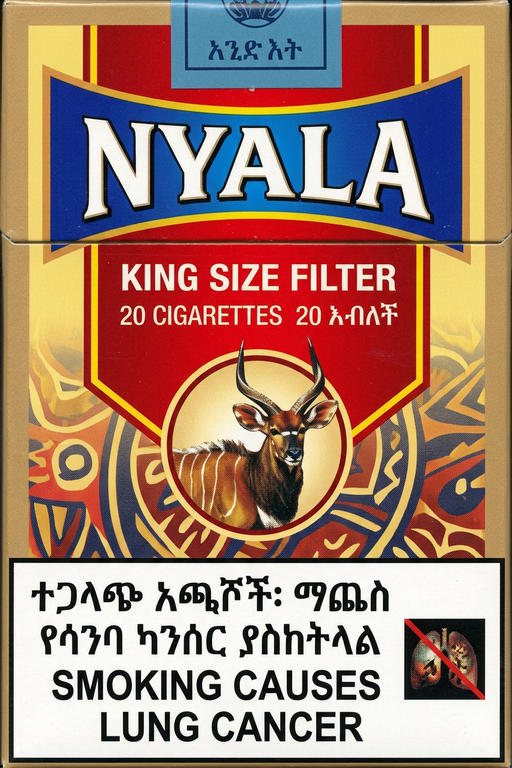 አንድ እት
NYALA
KING SIZE FILTER
20 CIGARETTES 20 እብለች
ተጋላጭ አጫሾች፡ ማጨስ
የሳንባ ካንሰር ያስከትላል
SMOKING CAUSES
LUNG CANCER